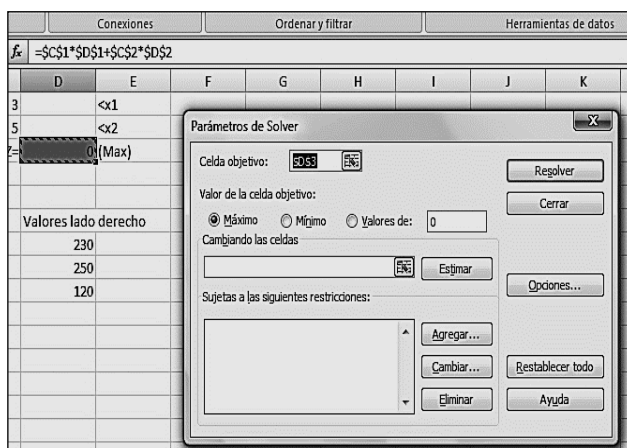 Conexiones Ordenar y filtrar Herramientas de datos
fx =$C$1*$D$1+$C$2*$D$2
D E F G H I J K
3 <x1
5 <x2
Z= 0 (Max)
Valores lado derecho
230
250
120
Parámetros de Solver
Celda objetivo: $D$3
Resolver
Valor de la celda objetivo:
Cerrar
Máximo Mínimo Valores de: 0
Cambiando las celdas
Estimar
Opciones...
Sujetas a las siguientes restricciones:
Agregar...
Cambiar... Restablecer todo
Eliminar Ayuda